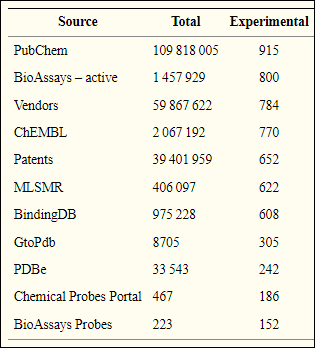 Source Total Experimental
PubChem 109 818 005 915
BioAssays – active 1 457 929 800
Vendors 59 867 622 784
ChEMBL 2 067 192 770
Patents 39 401 959 652
MLSMR 406 097 622
BindingDB 975 228 608
GtoPdb 8705 305
PDBe 33 543 242
Chemical Probes Portal 467 186
BioAssays Probes 223 152